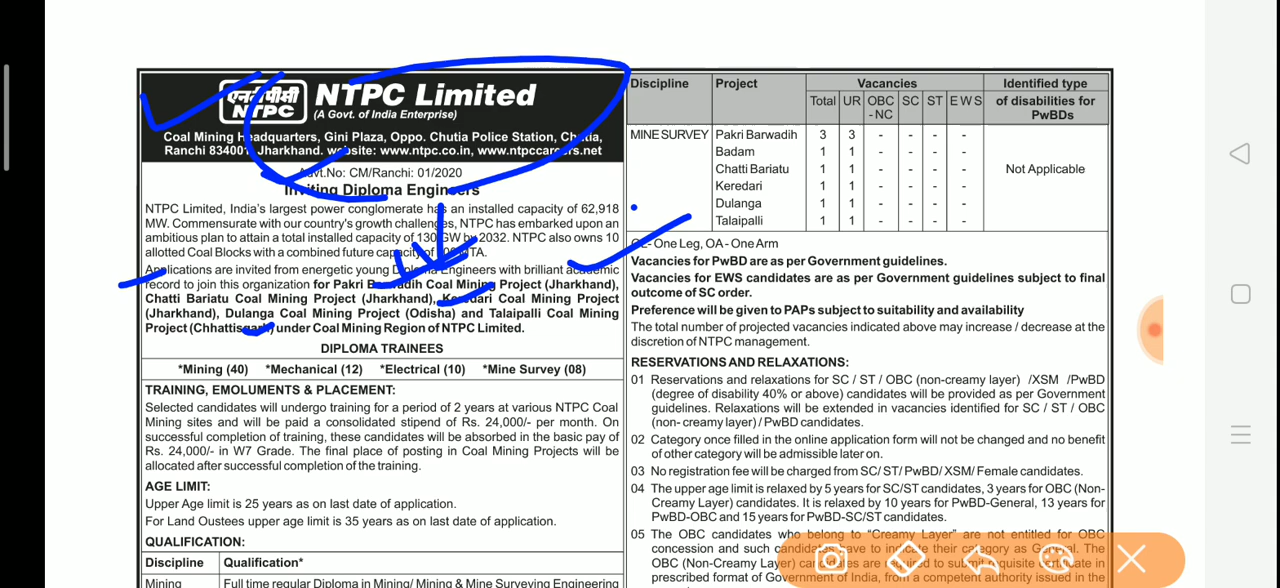 एनटीपीसी
NTPC
NTPC Limited
(A Govt. of India Enterprise)
Coal Mining Headquarters, Gini Plaza, Oppo. Chutia Police Station, Chutia,
Ranchi 834001 Jharkhand. website: www.ntpc.co.in, www.ntpccareers.net
Advt.No: CM/Ranchi: 01/2020
Inviting Diploma Engineers
NTPC Limited, India's largest power conglomerate has an installed capacity of 62,918
MW. Commensurate with our country's growth challenges, NTPC has embarked upon an
ambitious plan to attain a total installed capacity of 130 GW by 2032. NTPC also owns 10
allotted Coal Blocks with a combined future capacity of MTA.
Applications are invited from energetic young Diploma Engineers with brilliant academic
record to join this organization for Pakri Barwadih Coal Mining Project (Jharkhand),
Chatti Bariatu Coal Mining Project (Jharkhand), Keredari Coal Mining Project
(Jharkhand), Dulanga Coal Mining Project (Odisha) and Talaipalli Coal Mining
Project (Chhattisgarh) under Coal Mining Region of NTPC Limited.
DIPLOMA TRAINEES
*Mining (40) *Mechanical (12) *Electrical (10) *Mine Survey (08)
TRAINING, EMOLUMENTS & PLACEMENT:
Selected candidates will undergo training for a period of 2 years at various NTPC Coal
Mining sites and will be paid a consolidated stipend of Rs. 24,000/- per month. On
successful completion of training, these candidates will be absorbed in the basic pay of
Rs. 24,000/- in W7 Grade. The final place of posting in Coal Mining Projects will be
allocated after successful completion of the training.
AGE LIMIT:
Upper Age limit is 25 years as on last date of application.
For Land Oustees upper age limit is 35 years as on last date of application.
QUALIFICATION:
Discipline Qualification*
Mining Full time regular Diploma in Mining/ Mining & Mine Surveying Engineering
Discipline Project Vacancies Identified type
of disabilities for
PwBDs
Total UR OBC -NC SC ST EWS
MINE SURVEY Pakri Barwadih 3 3 - - - -
Badam 1 1 - - - -
Chatti Bariatu 1 1 - - - - Not Applicable
Keredari 1 1 - - - -
Dulanga 1 1 - - - -
Talaipalli 1 1 - - - -
OL- One Leg, OA - One Arm
Vacancies for PwBD are as per Government guidelines.
Vacancies for EWS candidates are as per Government guidelines subject to final
outcome of SC order.
Preference will be given to PAPs subject to suitability and availability
The total number of projected vacancies indicated above may increase / decrease at the
discretion of NTPC management.
RESERVATIONS AND RELAXATIONS:
01 Reservations and relaxations for SC / ST / OBC (non-creamy layer) /XSM /PwBD
(degree of disability 40% or above) candidates will be provided as per Government
guidelines. Relaxations will be extended in vacancies identified for SC / ST / OBC
(non- creamy layer) / PwBD candidates.
02 Category once filled in the online application form will not be changed and no benefit
of other category will be admissible later on.
03 No registration fee will be charged from SC/ ST/ PwBD/ XSM/ Female candidates.
04 The upper age limit is relaxed by 5 years for SC/ST candidates, 3 years for OBC (Non-
Creamy Layer) candidates. It is relaxed by 10 years for PwBD-General, 13 years for
PwBD-OBC and 15 years for PwBD-SC/ST candidates.
05 The OBC candidates who belong to "Creamy Layer" are not entitled for OBC
concession and such candidates have to indicate their category as General. The
OBC (Non-Creamy Layer) candidates are required to submit requisite certificate in
prescribed format of Government of India, from a competent authority issued in the